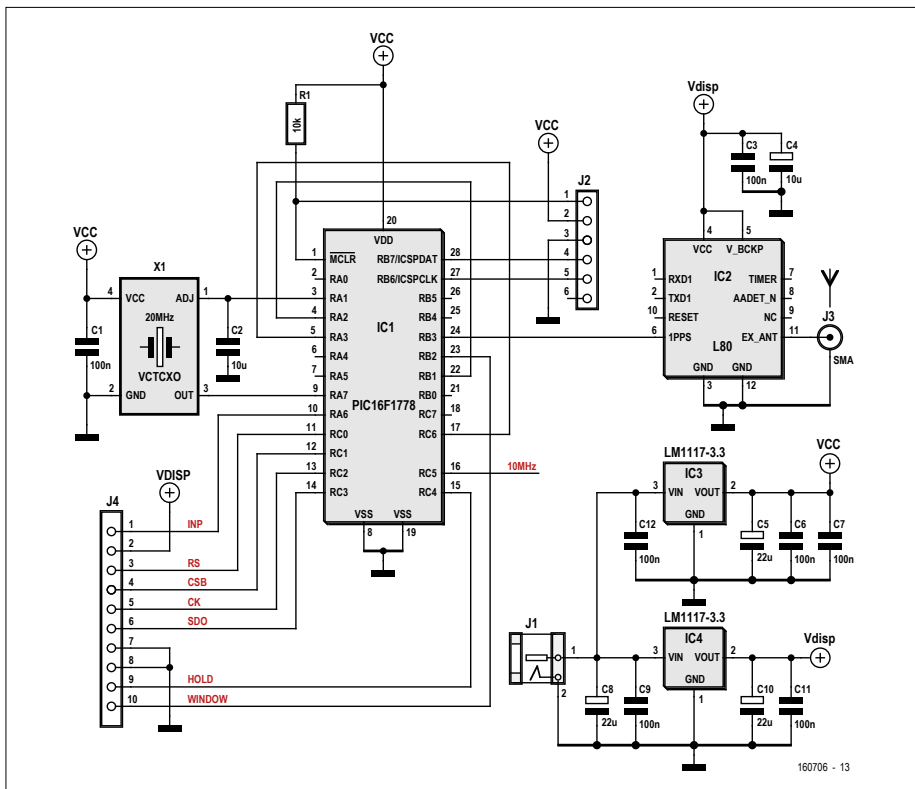 VCC
R1
10k
VCC
J2
1
2
3
4
5
6
Vdisp
C3
100n
C4
10u
VCC
X1
4 VCC ADJ 1
20MHz
VCTCXO
2 GND OUT 3
C1
100n
C2
10u
20
VDD
1 MCLR RB7/ICSPDAT 28
2 RA0 RB6/ICSPCLK 27
3 RA1 RB5 26
4 RA2 RB4 25
5 RA3 RB3 24
6 RA4 RB2 23
7 RA5 RB1 22
9 RA7 RB0 21
10 RA6 RC7 18
11 RC0 RC6 17
12 RC1
13 RC2 RC5 16
14 RC3 RC4 15
IC1
PIC16F1778
VSS VSS
8 19
10MHz
4 5
VCC V_BCKP
IC2
1 RXD1 TIMER 7
2 TXD1 AADET_N 8
10 RESET NC 9
6 1PPS EX_ANT 11
L80
GND GND
3 12
J3
SMA
VDISP
J4
1 INP
2
3 RS
4 CSB
5 CK
6 SDO
7
8
9 HOLD
10 WINDOW
LM1117-3.3
IC3
3 VIN VOUT 2
GND
1
VCC
C12
100n
C5
22u
C6
100n
C7
100n
J1
1
2
LM1117-3.3
IC4
3 VIN VOUT 2
GND
1
Vdisp
C8
22u
C9
100n
C10
22u
C11
100n
160706 - 13